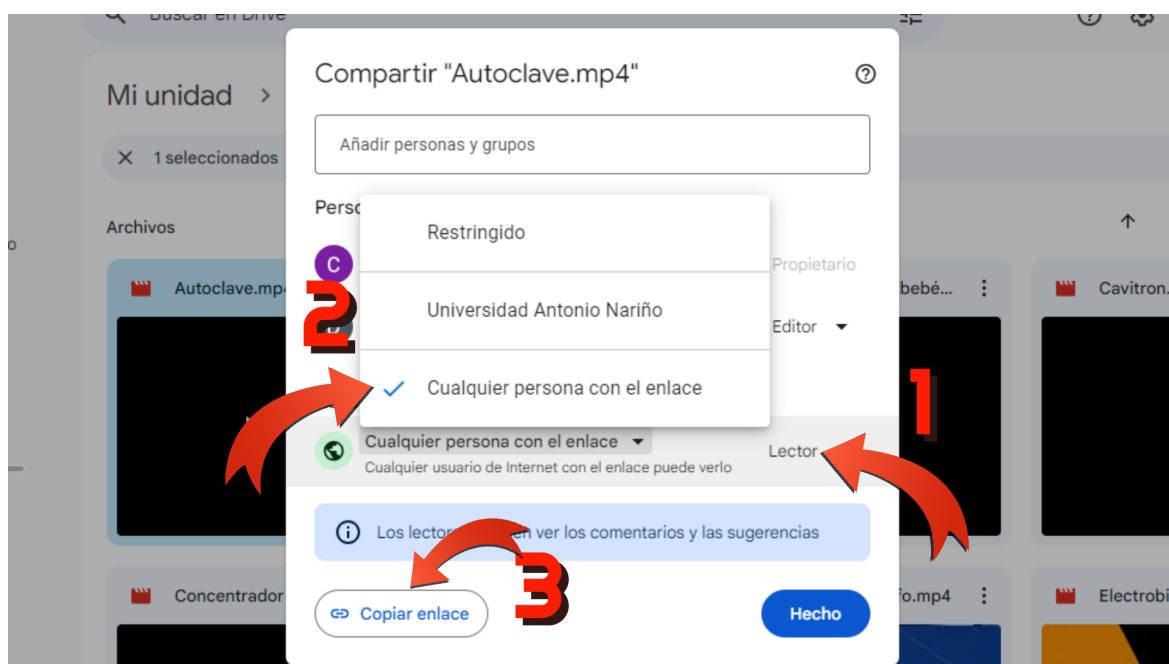 Buscar en Drive
Compartir "Autoclave.mp4"
Mi unidad >
Añadir personas y grupos
1 seleccionados
Archivos
Restringido
C
Propietario
Autoclave.mp
2
bebé...
Cavitron.
Universidad Antonio Nariño
Editor
1
Cualquier persona con el enlace
Cualquier persona con el enlace
Lector
Cualquier usuario de Internet con el enlace puede verlo
Los lector ver los comentarios y las sugerencias
3
Concentrador
fo.mp4
Electrobi
Copiar enlace
Hecho